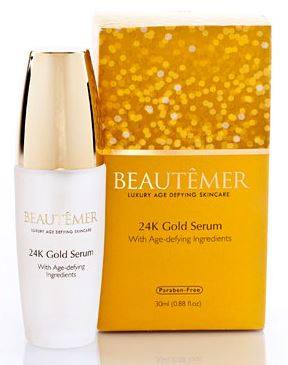 BEAUTÊMER
LUXURY AGE DEFYING SKINCARE
24K Gold Serum
With Age-defying
Ingredients
BEAUTÊMER
LUXURY AGE DEFYING SKINCARE
24K Gold Serum
With Age-defying Ingredients
Paraben-Free
30ml (0.88 fl.oz)